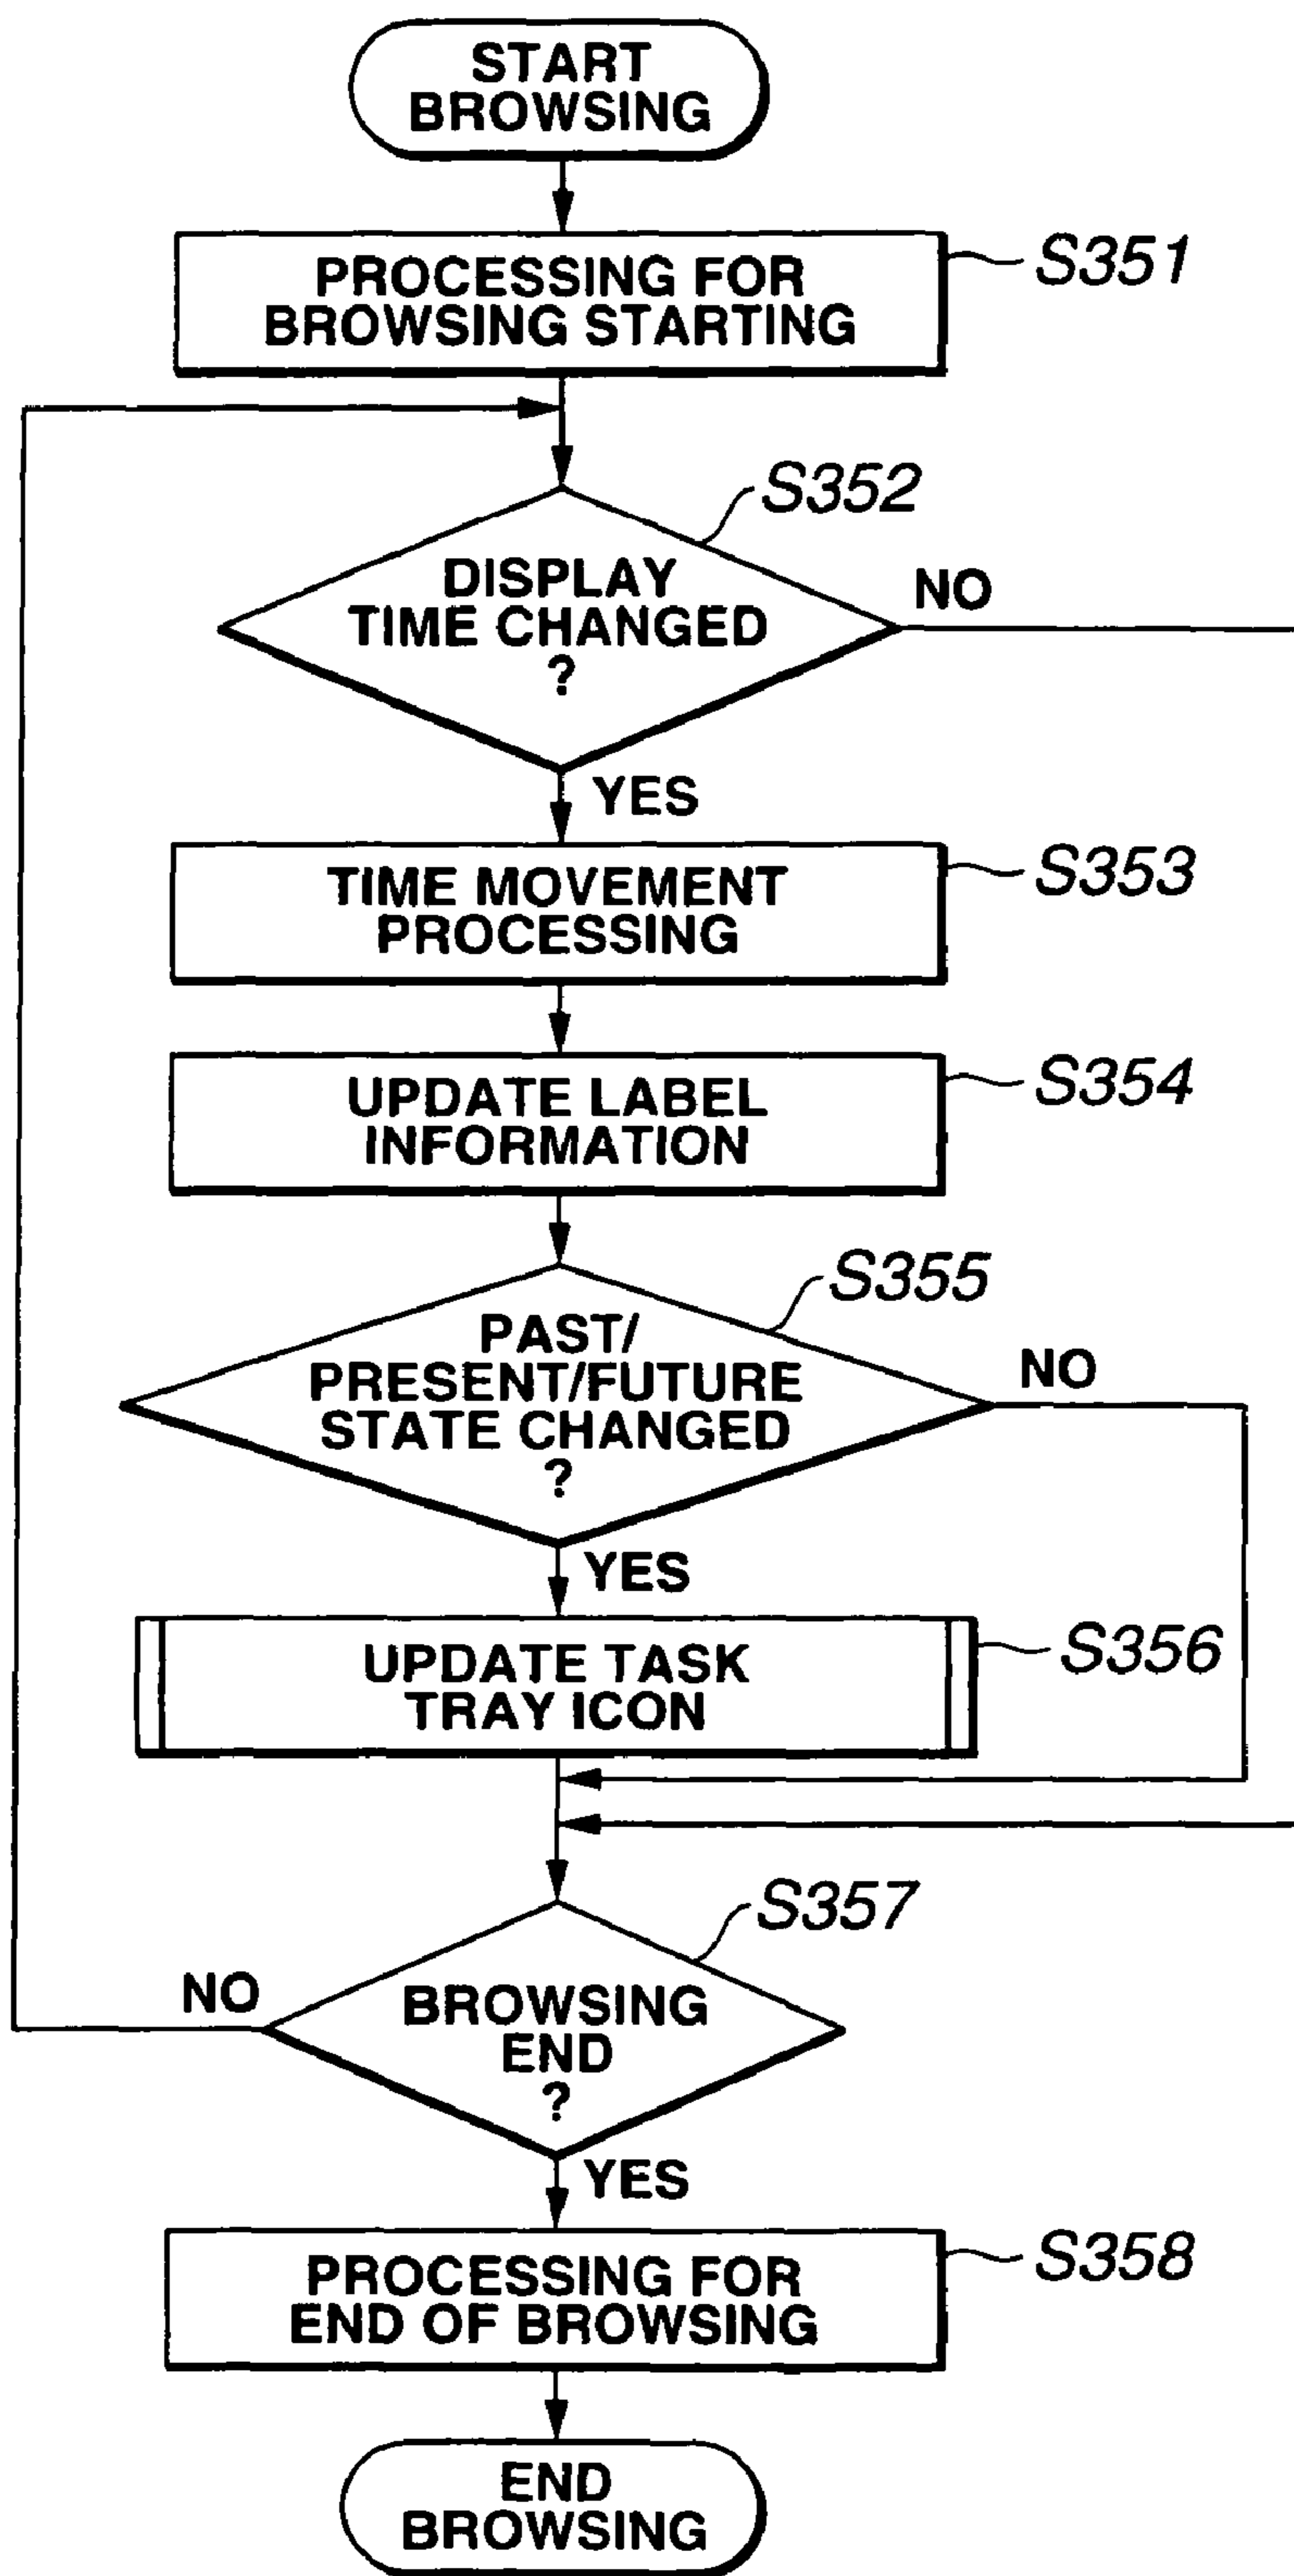 START
BROWSING
PROCESSING FOR
BROWSING STARTING
S351
S352
DISPLAY
TIME CHANGED
?
NO
YES
TIME MOVEMENT
PROCESSING
S353
UPDATE LABEL
INFORMATION
S354
S355
PAST/
PRESENT/FUTURE
STATE CHANGED
?
NO
YES
UPDATE TASK
TRAY ICON
S356
S357
NO
BROWSING
END
?
YES
PROCESSING FOR
END OF BROWSING
S358
END
BROWSING